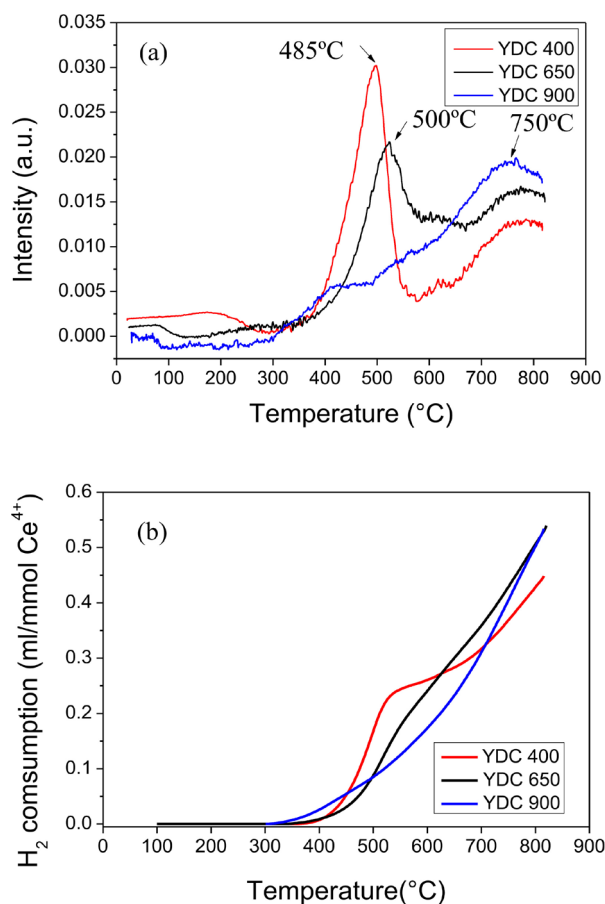 (a)
485ºC
500ºC
750ºC
YDC 400
YDC 650
YDC 900
Intensity (a.u.)
0.035
0.030
0.025
0.020
0.015
0.010
0.005
0.000
0 100 200 300 400 500 600 700 800 900
Temperature (°C)
(b)
H2 comsumption (ml/mmol Ce4+)
0.6
0.5
0.4
0.3
0.2
0.1
0.0
YDC 400
YDC 650
YDC 900
0 100 200 300 400 500 600 700 800 900
Temperature(°C)